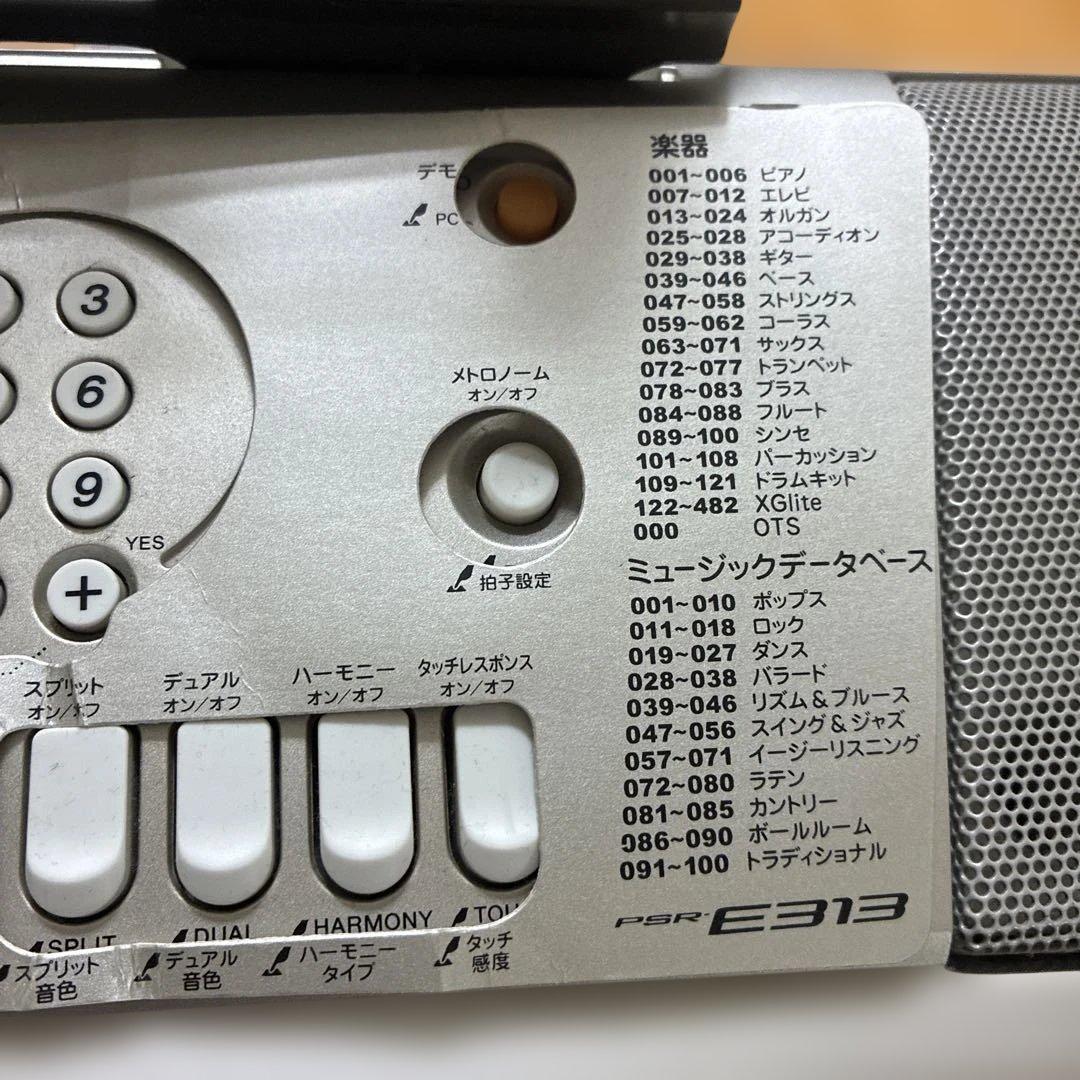 デモ
PC
3
6
9
YES
+
メトロノーム
オン/オフ
拍子設定
スプリット
オン/オフ
デュアル
オン/オフ
ハーモニー
オン/オフ
タッチレスポンス
オン/オフ
SPLIT
スプリット
音色
DUAL
デュアル
音色
HARMONY
ハーモニー
タイプ
TOU
タッチ
感度
楽器
001~006 ピアノ
007~012 エレピ
013~024 オルガン
025~028 アコーディオン
029~038 ギター
039~046 ベース
047~058 ストリングス
059~062 コーラス
063~071 サックス
072~077 トランペット
078~083 ブラス
084~088 フルート
089~100 シンセ
101~108 パーカッション
109~121 ドラムキット
122~482 XGlite
000 OTS
ミュージックデータベース
001~010 ポップス
011~018 ロック
019~027 ダンス
028~038 バラード
039~046 リズム&ブルース
047~056 スイング&ジャズ
057~071 イージーリスニング
072~080 ラテン
081~085 カントリー
086~090 ボールルーム
091~100 トラディショナル
PSR-E313